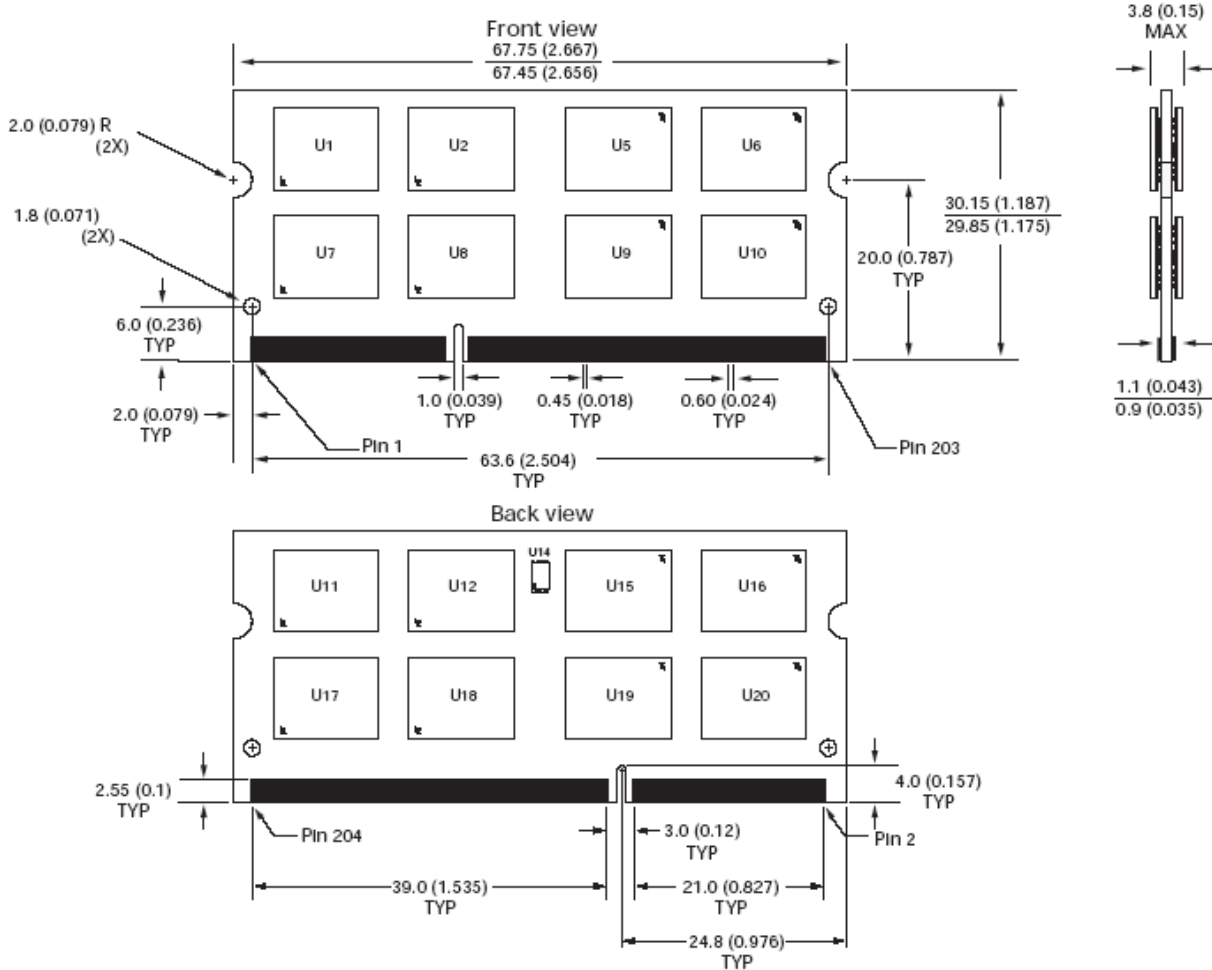 Front view
67.75 (2.667)
67.45 (2.656)
3.8 (0.15)
MAX
2.0 (0.079) R
(2X)
U1
U2
U5
U6
1.8 (0.071)
(2X)
30.15 (1.187)
29.85 (1.175)
U7
U8
U9
U10
20.0 (0.787)
TYP
6.0 (0.236)
TYP
2.0 (0.079)
TYP
1.0 (0.039)
TYP
0.45 (0.018)
TYP
0.60 (0.024)
TYP
1.1 (0.043)
0.9 (0.035)
Pin 1
63.6 (2.504)
TYP
Pin 203
Back view
U14
U11
U12
U15
U16
U17
U18
U19
U20
2.55 (0.1)
TYP
4.0 (0.157)
TYP
Pin 204
3.0 (0.12)
TYP
Pin 2
39.0 (1.535)
TYP
21.0 (0.827)
TYP
24.8 (0.976)
TYP